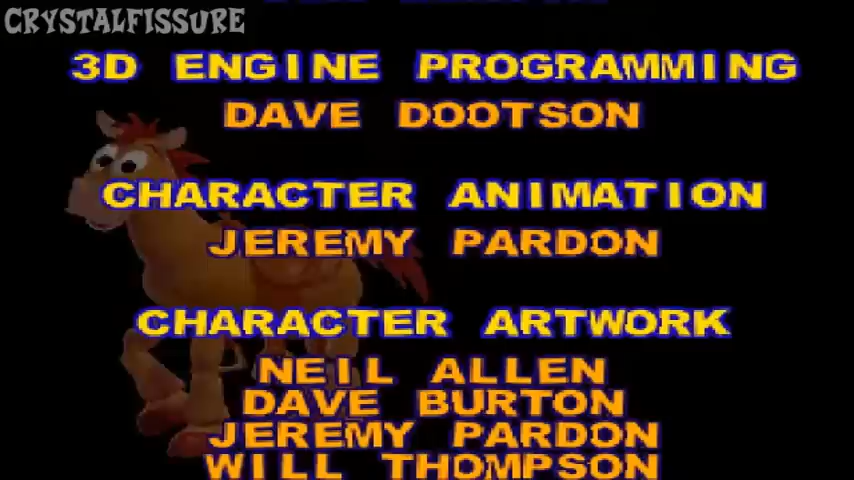 CRYSTALFISSURE
3D ENGINE PROGRAMMING
DAVE DOOTSON
CHARACTER ANIMATION
JEREMY PARDON
CHARACTER ARTWORK
NEIL ALLEN
DAVE BURTON
JEREMY PARDON
WILL THOMPSON